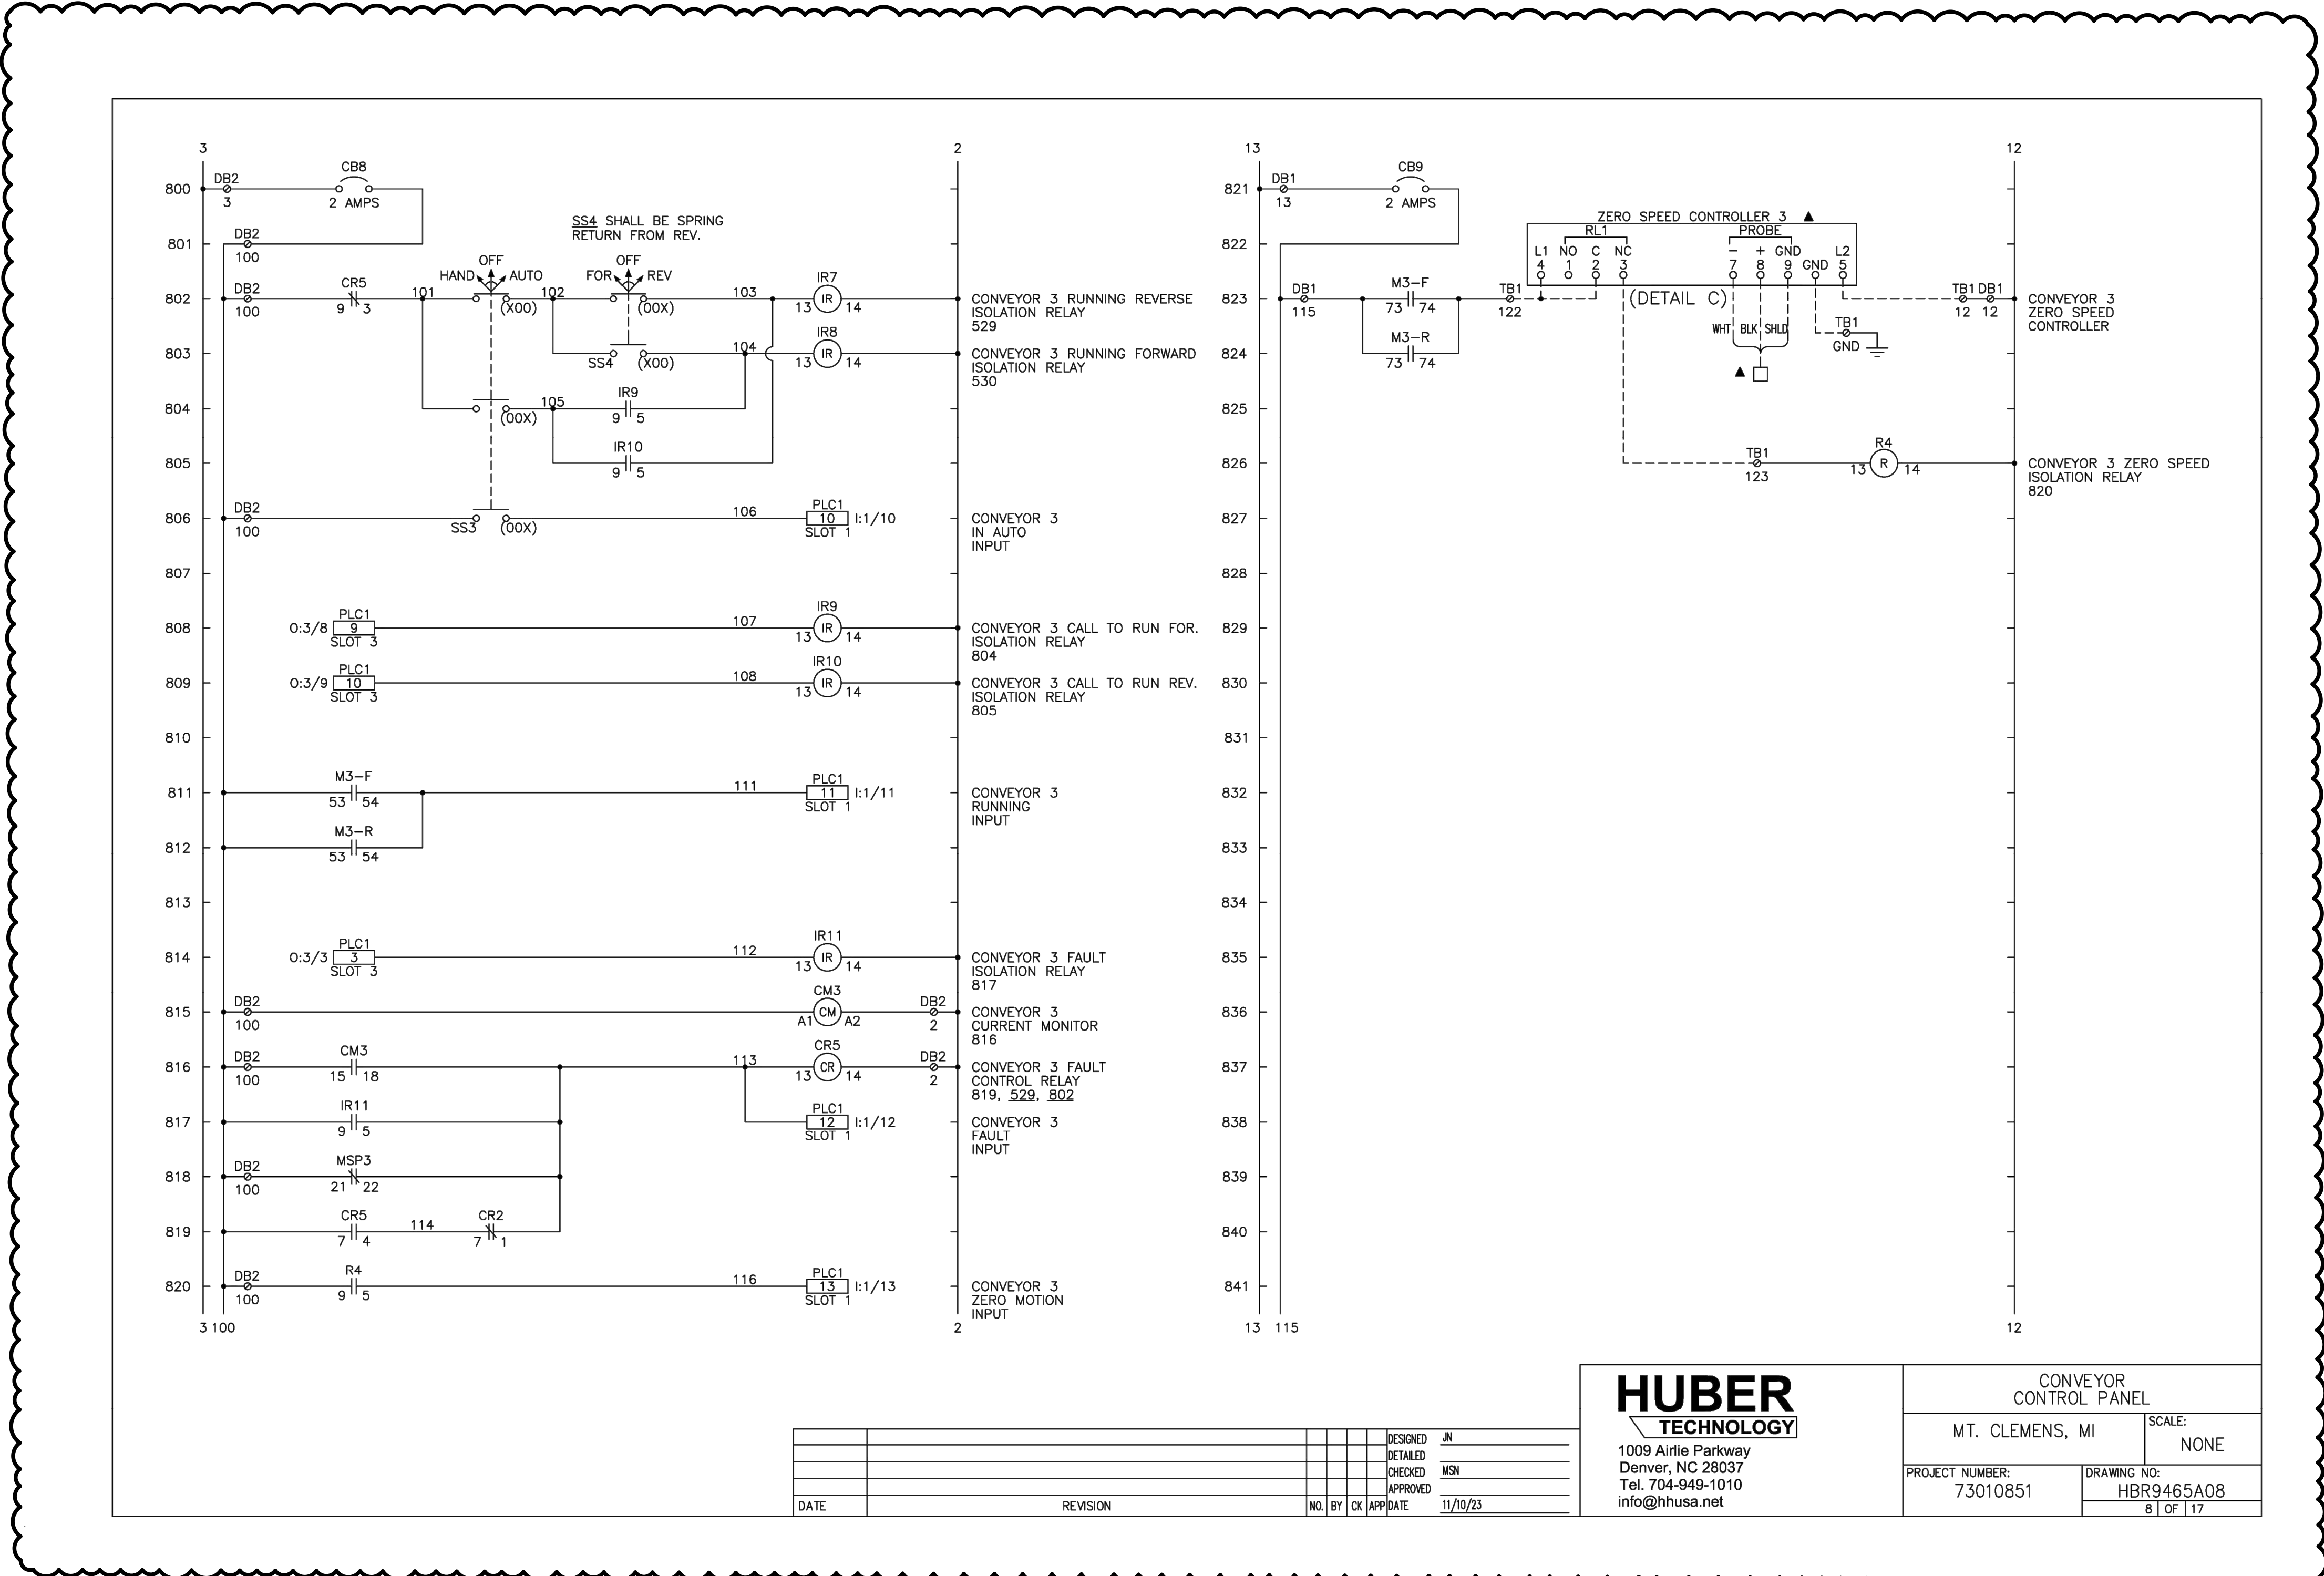 3
2
800
DB2
3
CB8
2 AMPS
801
DB2
100
SS4 SHALL BE SPRING
RETURN FROM REV.
802
DB2
100
CR5
9 3
101
OFF
HAND AUTO
(X00)
102
OFF
FOR REV
(00X)
103
IR7
13 IR 14
CONVEYOR 3 RUNNING REVERSE
ISOLATION RELAY
529
803
SS4 (X00)
104
IR8
13 IR 14
CONVEYOR 3 RUNNING FORWARD
ISOLATION RELAY
530
804
(00X)
105
IR9
9 5
805
IR10
9 5
806
DB2
100
SS3 (00X)
106
PLC1
10 I:1/10
SLOT 1
CONVEYOR 3
IN AUTO
INPUT
807
808
PLC1
O:3/8 9
SLOT 3
107
IR9
13 IR 14
CONVEYOR 3 CALL TO RUN FOR.
ISOLATION RELAY
804
809
PLC1
O:3/9 10
SLOT 3
108
IR10
13 IR 14
CONVEYOR 3 CALL TO RUN REV.
ISOLATION RELAY
805
810
811
M3-F
53 54
111
PLC1
11 I:1/11
SLOT 1
CONVEYOR 3
RUNNING
INPUT
812
M3-R
53 54
813
814
PLC1
O:3/3 3
SLOT 3
112
IR11
13 IR 14
CONVEYOR 3 FAULT
ISOLATION RELAY
817
815
DB2
100
CM3
A1 CM A2
DB2
2
CONVEYOR 3
CURRENT MONITOR
816
816
DB2
100
CM3
15 18
113
CR5
13 CR 14
DB2
2
CONVEYOR 3 FAULT
CONTROL RELAY
819, 529, 802
817
IR11
9 5
PLC1
12 I:1/12
SLOT 1
CONVEYOR 3
FAULT
INPUT
818
DB2
100
MSP3
21 22
819
CR5
7 4
114
CR2
7 1
820
DB2
100
R4
9 5
116
PLC1
13 I:1/13
SLOT 1
CONVEYOR 3
ZERO MOTION
INPUT
3 100
2
13
12
821
DB1
13
CB9
2 AMPS
822
ZERO SPEED CONTROLLER 3 ▲
RL1 PROBE
L1 NO C NC − + GND GND L2
4 1 2 3 7 8 9 5
823
DB1
115
M3-F
73 74
TB1
122
(DETAIL C)
WHT BLK SHLD
TB1
GND
TB1 DB1
12 12
CONVEYOR 3
ZERO SPEED
CONTROLLER
824
M3-R
73 74
▲
825
826
TB1
123
R4
13 R 14
CONVEYOR 3 ZERO SPEED
ISOLATION RELAY
820
827
828
829
830
831
832
833
834
835
836
837
838
839
840
841
13 115
12
DATE REVISION NO. BY CK APP
DESIGNED JN
DETAILED
CHECKED MSN
APPROVED
DATE 11/10/23
HUBER
TECHNOLOGY
1009 Airlie Parkway
Denver, NC 28037
Tel. 704-949-1010
info@hhusa.net
CONVEYOR
CONTROL PANEL
MT. CLEMENS, MI
SCALE:
NONE
PROJECT NUMBER:
73010851
DRAWING NO:
HBR9465A08
8 OF 17